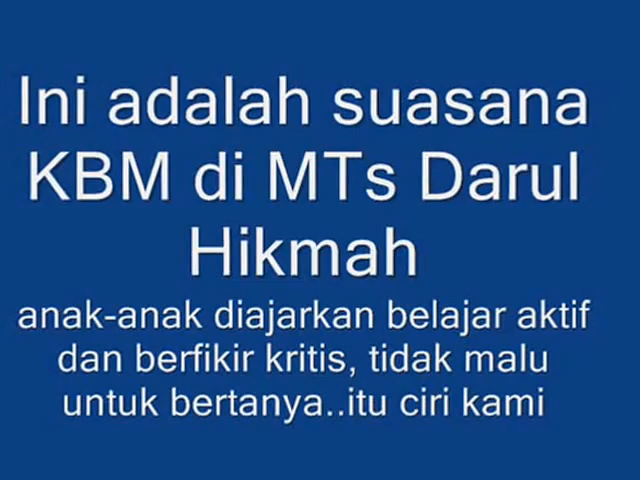 Ini adalah suasana
KBM di MTs Darul
Hikmah
anak-anak diajarkan belajar aktif
dan berfikir kritis, tidak malu
untuk bertanya..itu ciri kami